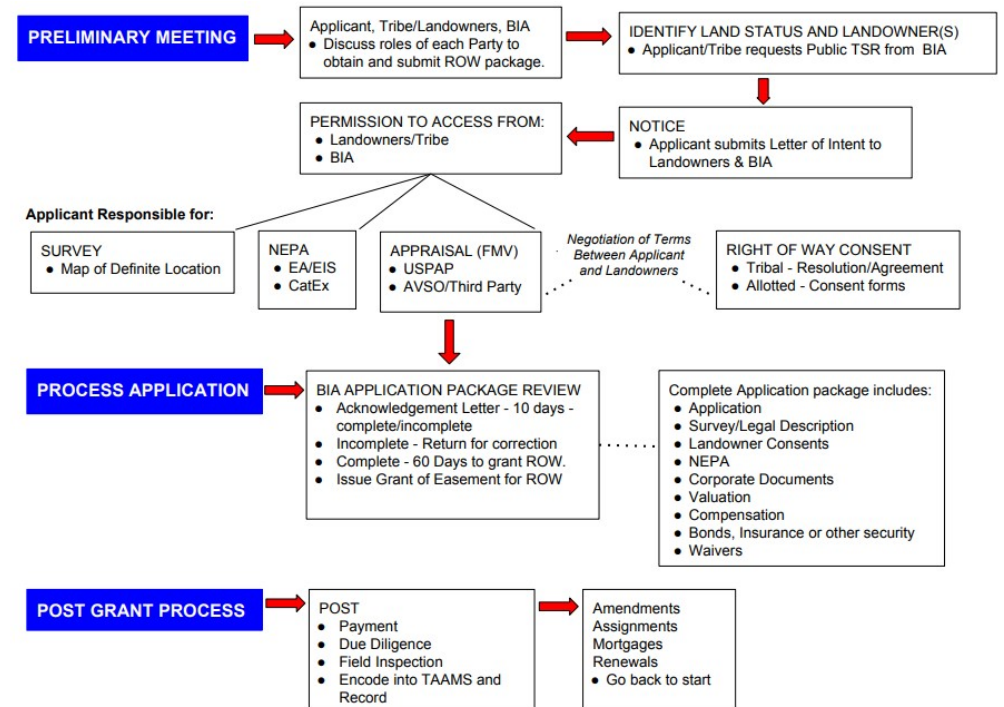 PRELIMINARY MEETING
Applicant, Tribe/Landowners, BIA
● Discuss roles of each Party to
obtain and submit ROW package.
IDENTIFY LAND STATUS AND LANDOWNER(S)
● Applicant/Tribe requests Public TSR from BIA
NOTICE
● Applicant submits Letter of Intent to
Landowners & BIA
PERMISSION TO ACCESS FROM:
● Landowners/Tribe
● BIA
Applicant Responsible for:
SURVEY
● Map of Definite Location
NEPA
● EA/EIS
● CatEx
APPRAISAL (FMV)
● USPAP
● AVSO/Third Party
Negotiation of Terms
Between Applicant
and Landowners
RIGHT OF WAY CONSENT
● Tribal - Resolution/Agreement
● Allotted - Consent forms
PROCESS APPLICATION
BIA APPLICATION PACKAGE REVIEW
● Acknowledgement Letter - 10 days -
complete/incomplete
● Incomplete - Return for correction
● Complete - 60 Days to grant ROW.
● Issue Grant of Easement for ROW
Complete Application package includes:
● Application
● Survey/Legal Description
● Landowner Consents
● NEPA
● Corporate Documents
● Valuation
● Compensation
● Bonds, Insurance or other security
● Waivers
POST GRANT PROCESS
POST
● Payment
● Due Diligence
● Field Inspection
● Encode into TAAMS and
Record
Amendments
Assignments
Mortgages
Renewals
● Go back to start